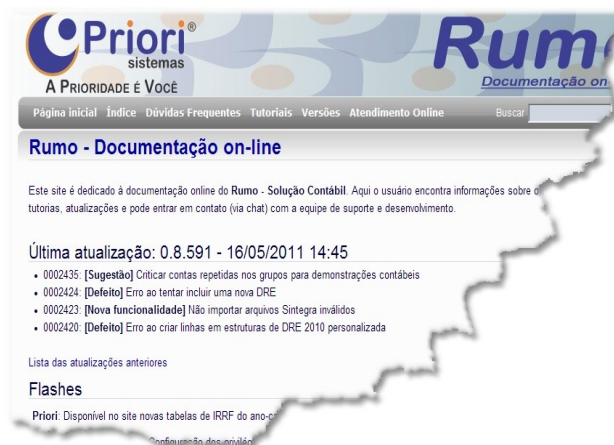 Priori®
sistemas
A PRIORIDADE É VOCÊ
Rumo
Documentação on
Página inicial Índice Dúvidas Frequentes Tutoriais Versões Atendimento Online Buscar
Rumo - Documentação on-line
Este site é dedicado à documentação online do Rumo - Solução Contábil. Aqui o usuário encontra informações sobre o
tutorias, atualizações e pode entrar em contato (via chat) com a equipe de suporte e desenvolvimento.
Última atualização: 0.8.591 - 16/05/2011 14:45
• 0002435: [Sugestão] Criticar contas repetidas nos grupos para demonstrações contábeis
• 0002424: [Defeito] Erro ao tentar incluir uma nova DRE
• 0002423: [Nova funcionalidade] Não importar arquivos Sintegra inválidos
• 0002420: [Defeito] Erro ao criar linhas em estruturas de DRE 2010 personalizada
Lista das atualizações anteriores
Flashes
Priori: Disponível no site novas tabelas de IRRF do ano-c
Configuração dos privilég